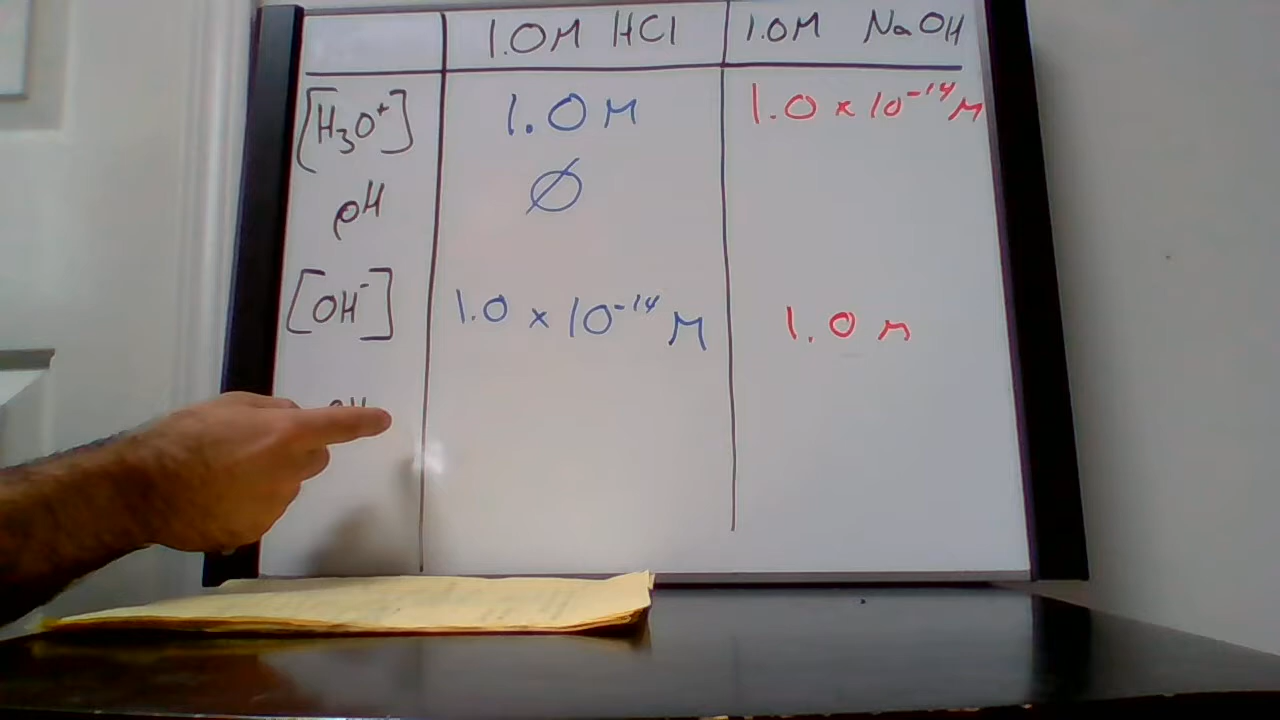 1.0M HCl 1.0M NaOH
[H₃O⁺] 1.0 M 1.0 x 10⁻¹⁴ M
pH Ø
[OH⁻] 1.0 x 10⁻¹⁴ M 1.0 M